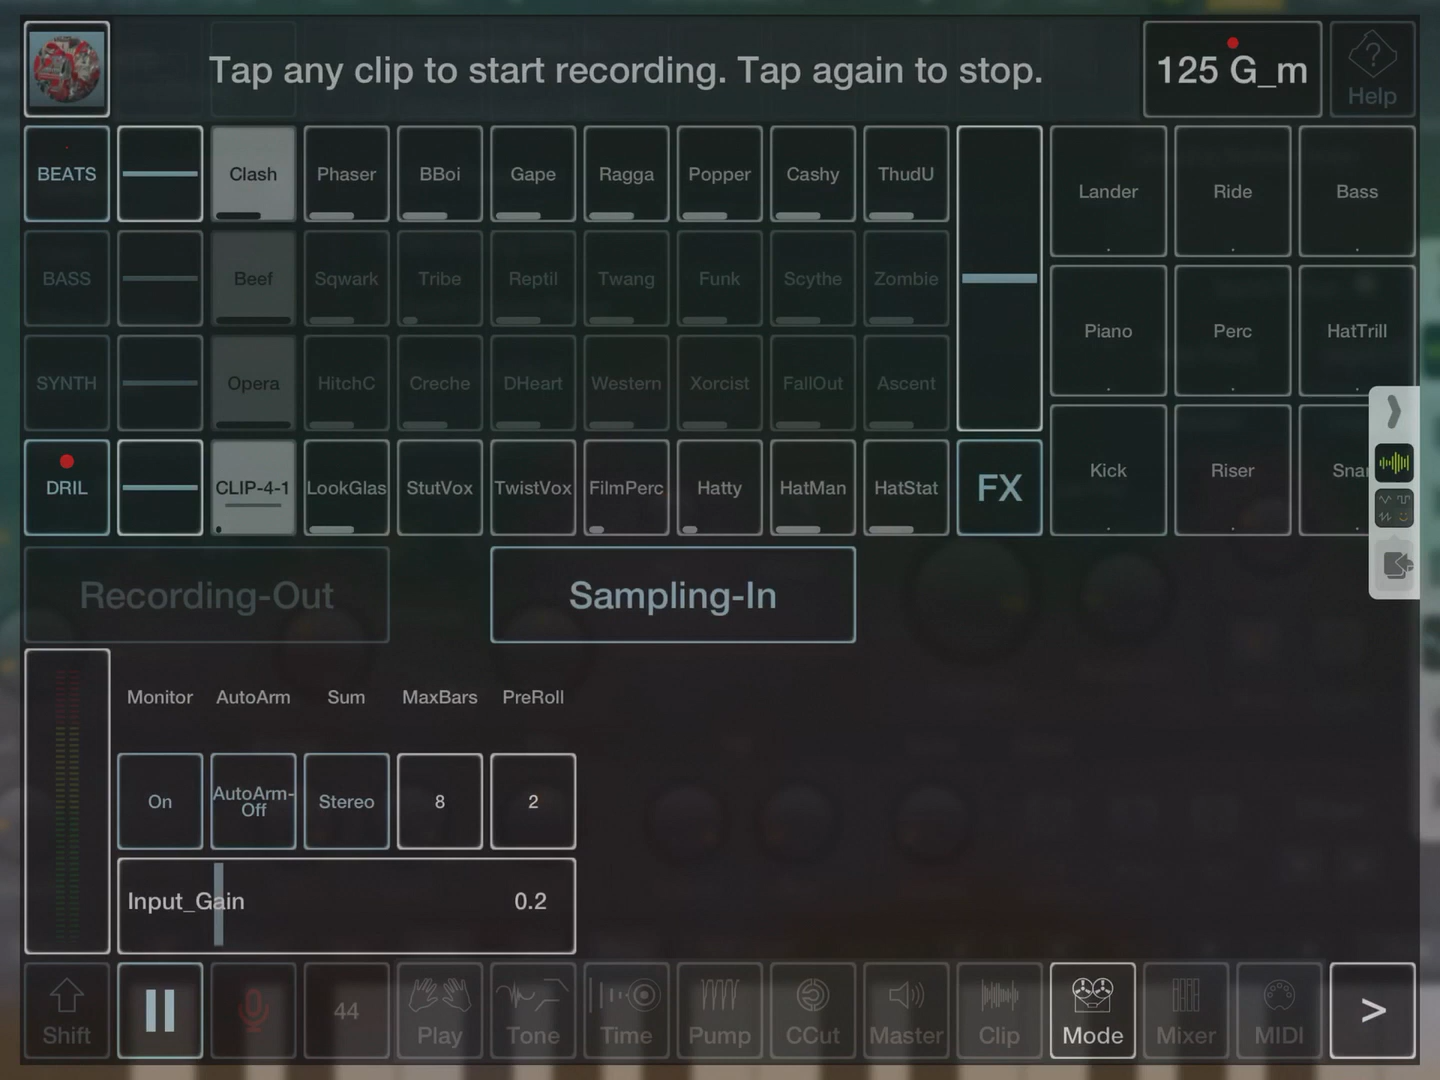 Tap any clip to start recording. Tap again to stop.
125 G_m
Help
BEATS
Clash
Phaser
BBoi
Gape
Ragga
Popper
Cashy
ThudU
Lander
Ride
Bass
BASS
Beef
Sqwark
Tribe
Reptil
Twang
Funk
Scythe
Zombie
Piano
Perc
HatTrill
SYNTH
Opera
HitchC
Creche
DHeart
Western
Xorcist
FallOut
Ascent
DRIL
CLIP-4-1
LookGlas
StutVox
TwistVox
FilmPerc
Hatty
HatMan
HatStat
FX
Kick
Riser
Snar
Recording-Out
Sampling-In
Monitor
AutoArm
Sum
MaxBars
PreRoll
On
AutoArm-
Off
Stereo
8
2
Input_Gain
0.2
Shift
44
Play
Tone
Time
Pump
CCut
Master
Clip
Mode
Mixer
MIDI
>